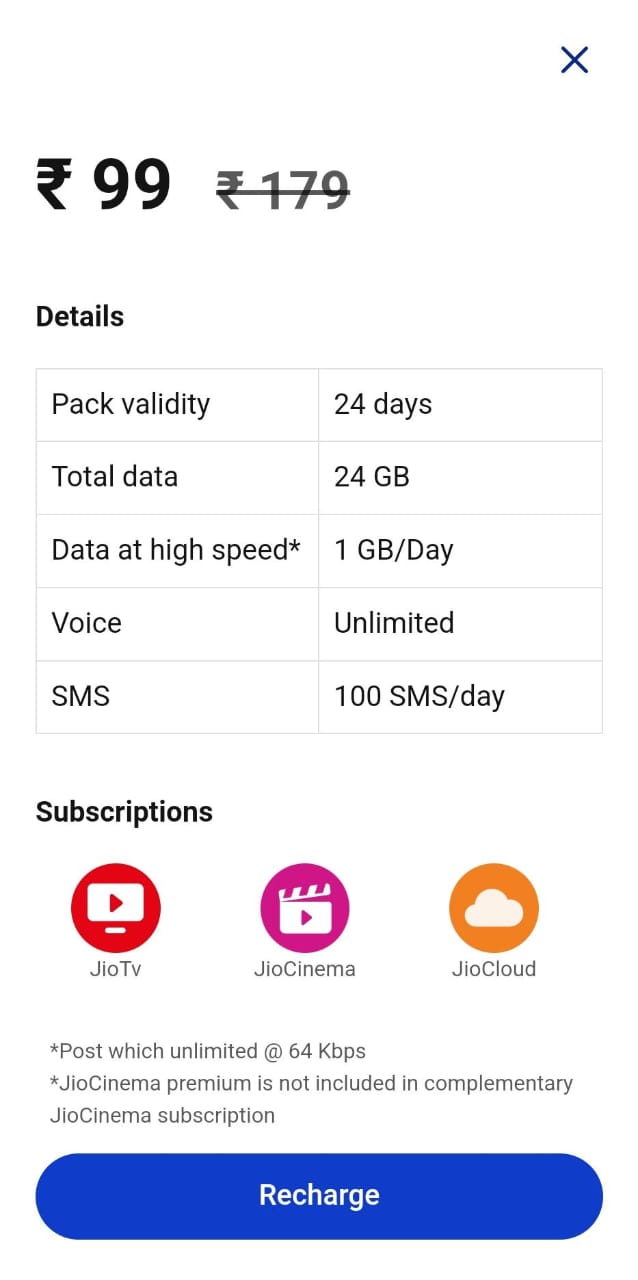 ₹ 99 ₹ 179
Details
Pack validity 24 days
Total data 24 GB
Data at high speed* 1 GB/Day
Voice Unlimited
SMS 100 SMS/day
Subscriptions
JioTv JioCinema JioCloud
*Post which unlimited @ 64 Kbps
*JioCinema premium is not included in complementary
JioCinema subscription
Recharge